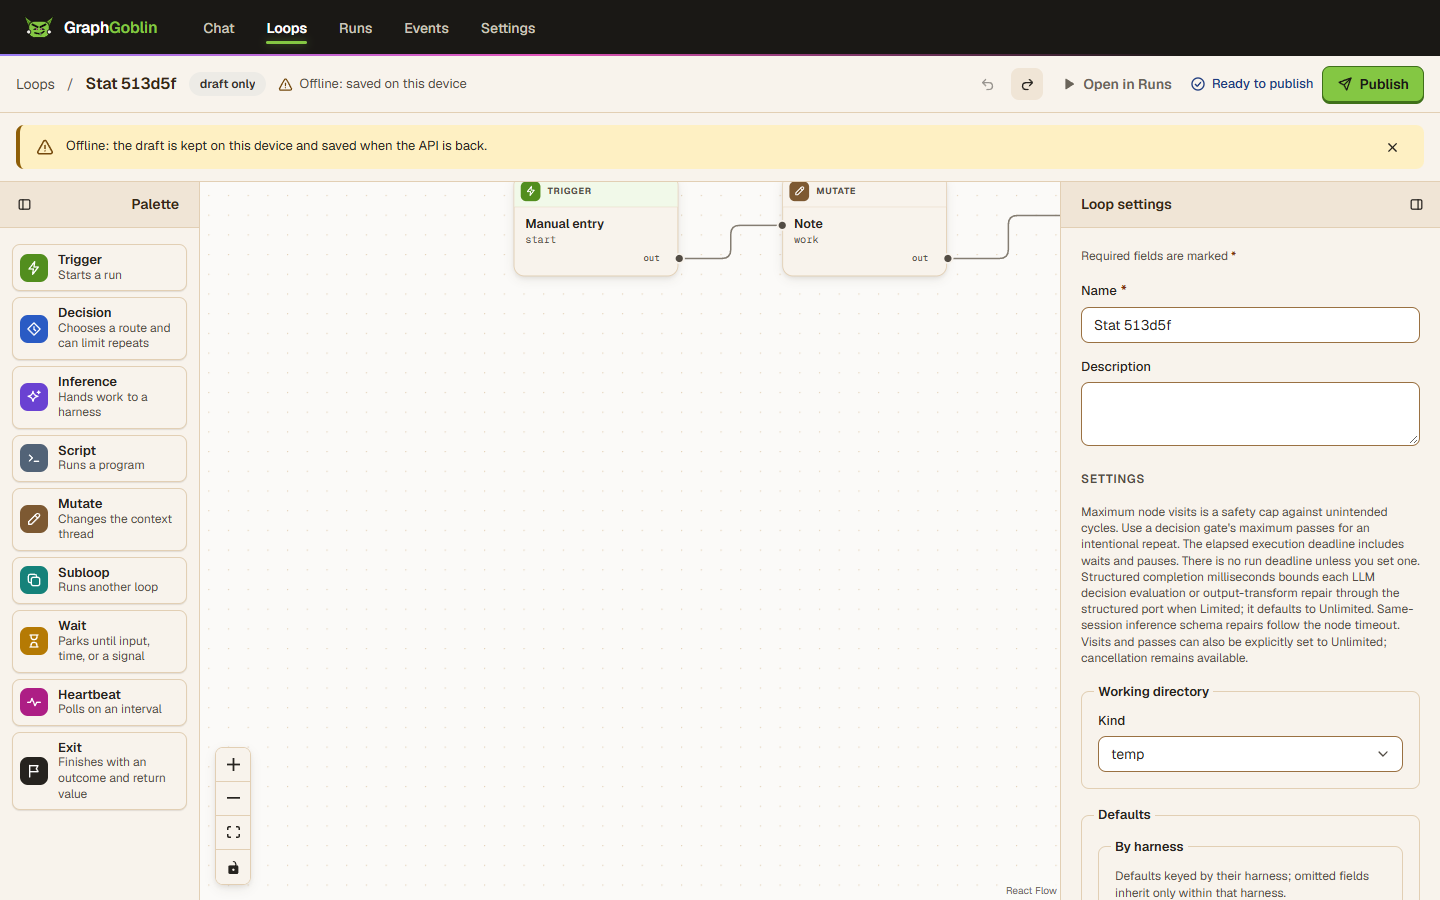 GraphGoblin
Chat
Loops
Runs
Events
Settings
Loops / Stat 513d5f
draft only
Offline: saved on this device
Open in Runs
Ready to publish
Publish
Offline: the draft is kept on this device and saved when the API is back.
Palette
Trigger
Starts a run
Decision
Chooses a route and
can limit repeats
Inference
Hands work to a
harness
Script
Runs a program
Mutate
Changes the context
thread
Subloop
Runs another loop
Wait
Parks until input,
time, or a signal
Heartbeat
Polls on an interval
Exit
Finishes with an
outcome and return
value
TRIGGER
Manual entry
start
out
MUTATE
Note
work
out
React Flow
Loop settings
Required fields are marked *
Name *
Stat 513d5f
Description
SETTINGS
Maximum node visits is a safety cap against unintended
cycles. Use a decision gate's maximum passes for an
intentional repeat. The elapsed execution deadline includes
waits and pauses. There is no run deadline unless you set one.
Structured completion milliseconds bounds each LLM
decision evaluation or output-transform repair through the
structured port when Limited; it defaults to Unlimited. Same-
session inference schema repairs follow the node timeout.
Visits and passes can also be explicitly set to Unlimited;
cancellation remains available.
Working directory
Kind
temp
Defaults
By harness
Defaults keyed by their harness; omitted fields
inherit only within that harness.